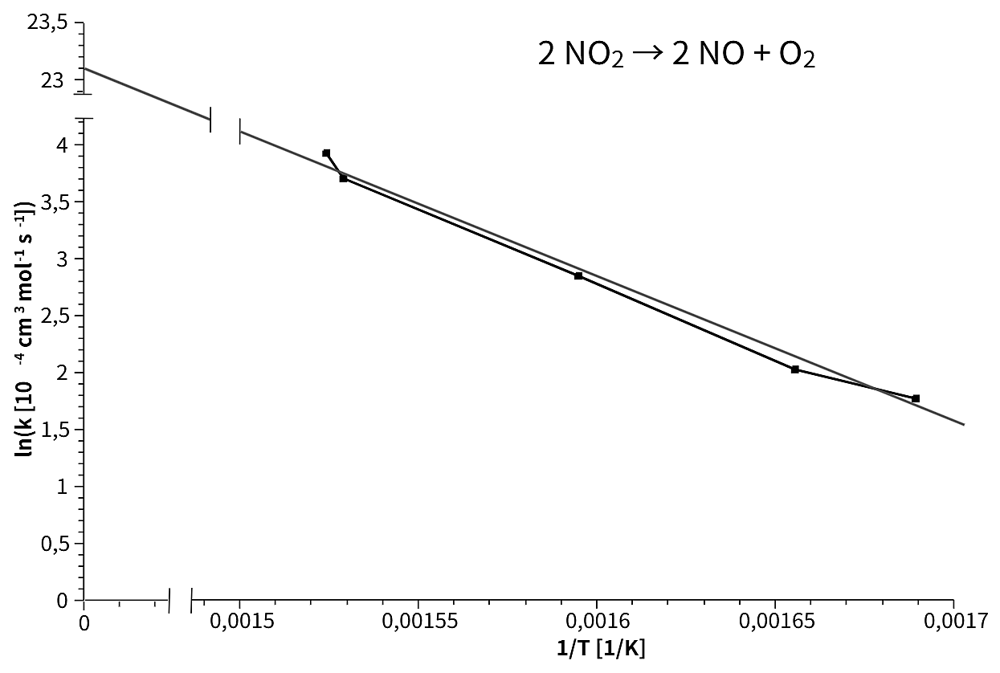 23,5
2 NO₂ → 2 NO + O₂
23
4
3,5
3
2,5
2
1,5
1
0,5
0
ln(k [10 ⁻⁴ cm ³ mol⁻¹ s ⁻¹])
0 0,0015 0,00155 0,0016 0,00165 0,0017
1/T [1/K]